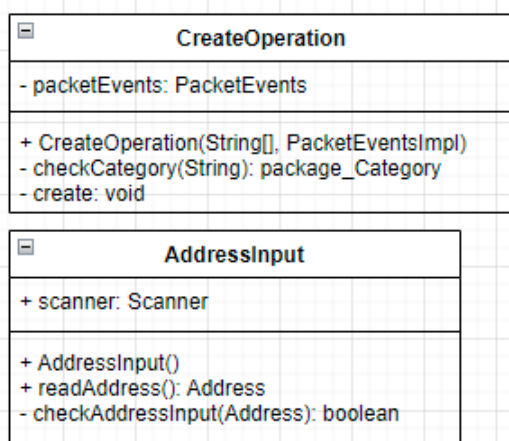 CreateOperation
- packetEvents: PacketEvents
+ CreateOperation(String[], PacketEventsImpl)
- checkCategory(String): package_Category
- create: void
AddressInput
+ scanner: Scanner
+ AddressInput()
+ readAddress(): Address
- checkAddressInput(Address): boolean